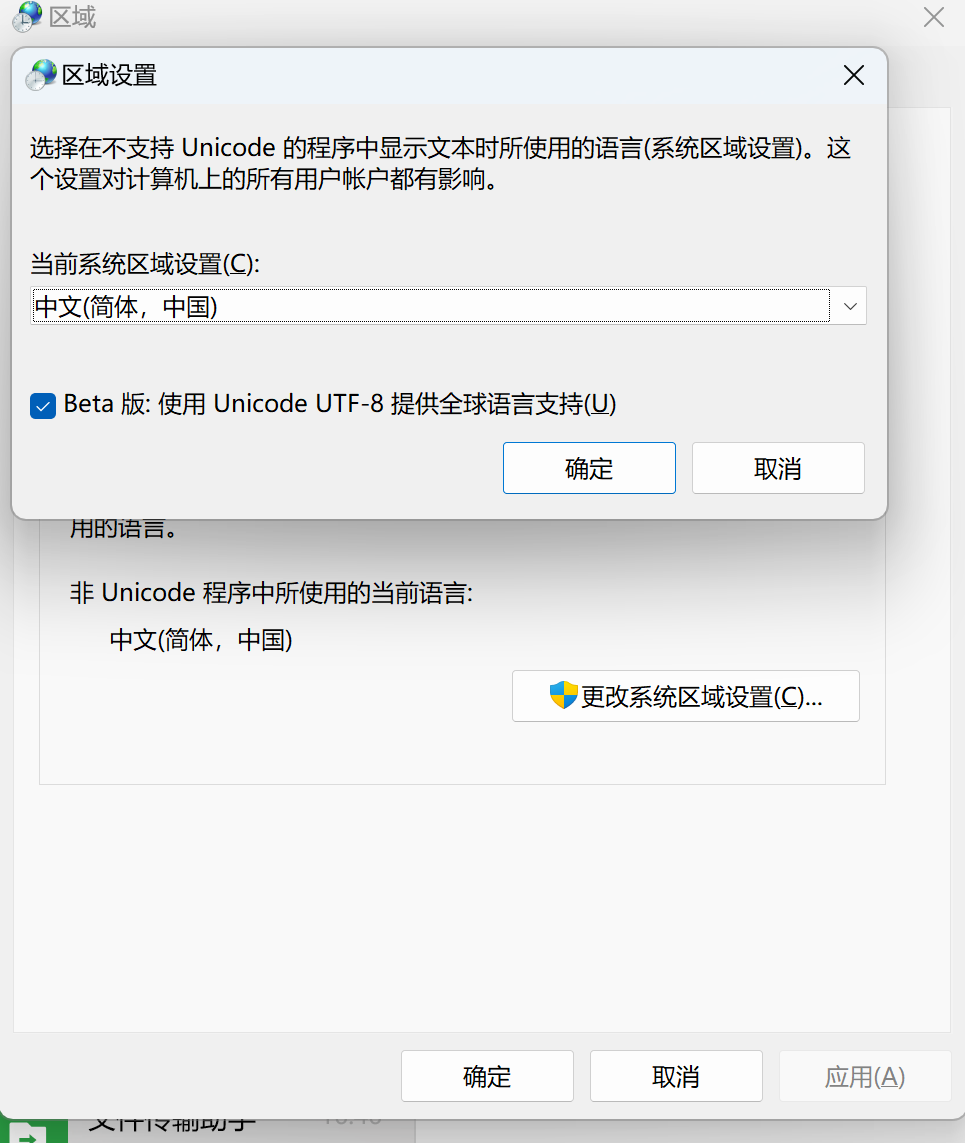 区域
区域设置
选择在不支持 Unicode 的程序中显示文本时所使用的语言(系统区域设置)。这
个设置对计算机上的所有用户帐户都有影响。
当前系统区域设置(C):
中文(简体，中国)
Beta 版: 使用 Unicode UTF-8 提供全球语言支持(U)
确定
取消
用的语言。
非 Unicode 程序中所使用的当前语言:
中文(简体，中国)
更改系统区域设置(C)...
确定
取消
应用(A)
文件传输助手